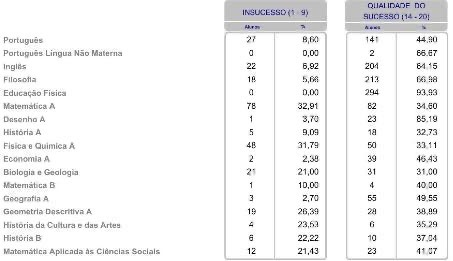 INSUCESSO (1 - 9) QUALIDADE DO SUCESSO (14 - 20)
Alunos % Alunos %
Português 27 8,60 141 44,90
Português Língua Não Materna 0 0,00 2 66,67
Inglês 22 6,92 204 64,15
Filosofia 18 5,66 213 66,98
Educação Física 0 0,00 294 93,93
Matemática A 78 32,91 82 34,60
Desenho A 1 3,70 23 85,19
História A 5 9,09 18 32,73
Física e Química A 48 31,79 50 33,11
Economia A 2 2,38 39 46,43
Biologia e Geologia 21 21,00 31 31,00
Matemática B 1 10,00 4 40,00
Geografia A 3 2,70 55 49,55
Geometria Descritiva A 19 26,39 28 38,89
História da Cultura e das Artes 4 23,53 6 35,29
História B 6 22,22 10 37,04
Matemática Aplicada às Ciências Sociais 12 21,43 23 41,07